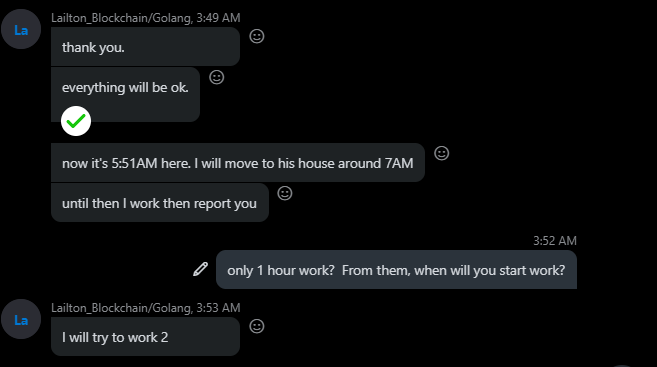 Lailton_Blockchain/Golang, 3:49 AM
La
thank you.
everything will be ok.
now it's 5:51AM here. I will move to his house around 7AM
until then I work then report you
3:52 AM
only 1 hour work?  From them, when will you start work?
Lailton_Blockchain/Golang, 3:53 AM
La
I will try to work 2